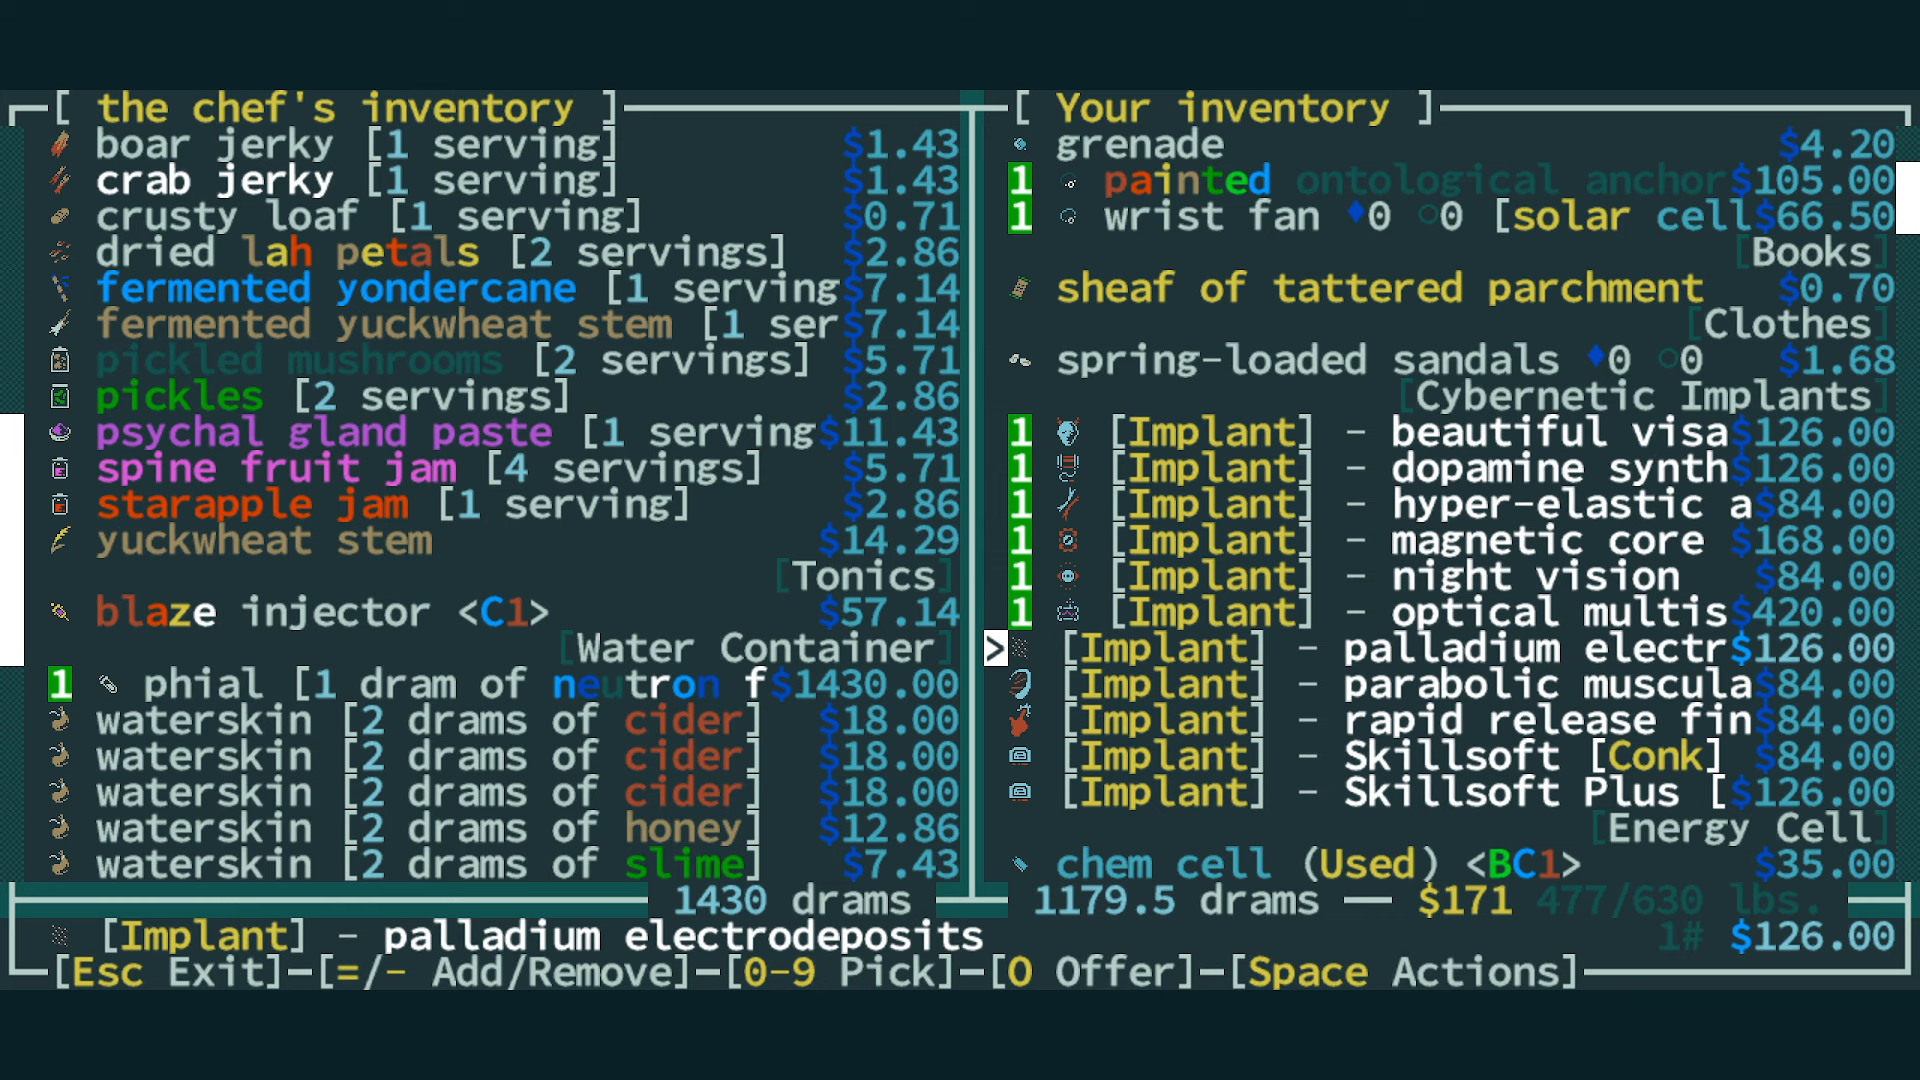 [ the chef's inventory ]
boar jerky [1 serving] $1.43
crab jerky [1 serving] $1.43
crusty loaf [1 serving] $0.71
dried lah petals [2 servings] $2.86
fermented yondercane [1 serving $7.14
fermented yuckwheat stem [1 ser $7.14
pickled mushrooms [2 servings] $5.71
pickles [2 servings] $2.86
psychal gland paste [1 serving $11.43
spine fruit jam [4 servings] $5.71
starapple jam [1 serving] $2.86
yuckwheat stem $14.29
[Tonics]
blaze injector <C1> $57.14
[Water Container]
1 phial [1 dram of neutron f$1430.00
waterskin [2 drams of cider] $18.00
waterskin [2 drams of cider] $18.00
waterskin [2 drams of cider] $18.00
waterskin [2 drams of honey] $12.86
waterskin [2 drams of slime] $7.43
1430 drams
[ Your inventory ]
grenade $4.20
1 painted ontological anchor$105.00
1 wrist fan ♦0 ○0 [solar cell$66.50
[Books]
sheaf of tattered parchment $0.70
[Clothes]
spring-loaded sandals ♦0 ○0 $1.68
[Cybernetic Implants]
1 [Implant] - beautiful visa$126.00
1 [Implant] - dopamine synth$126.00
1 [Implant] - hyper-elastic a$84.00
1 [Implant] - magnetic core $168.00
1 [Implant] - night vision $84.00
1 [Implant] - optical multis$420.00
> [Implant] - palladium electr$126.00
[Implant] - parabolic muscula$84.00
[Implant] - rapid release fin$84.00
[Implant] - Skillsoft [Conk] $84.00
[Implant] - Skillsoft Plus [$126.00
[Energy Cell]
chem cell (Used) <BC1> $35.00
1179.5 drams — $171 477/630 lbs.
[Implant] - palladium electrodeposits 1# $126.00
[Esc Exit]-[=/- Add/Remove]-[0-9 Pick]-[O Offer]-[Space Actions]